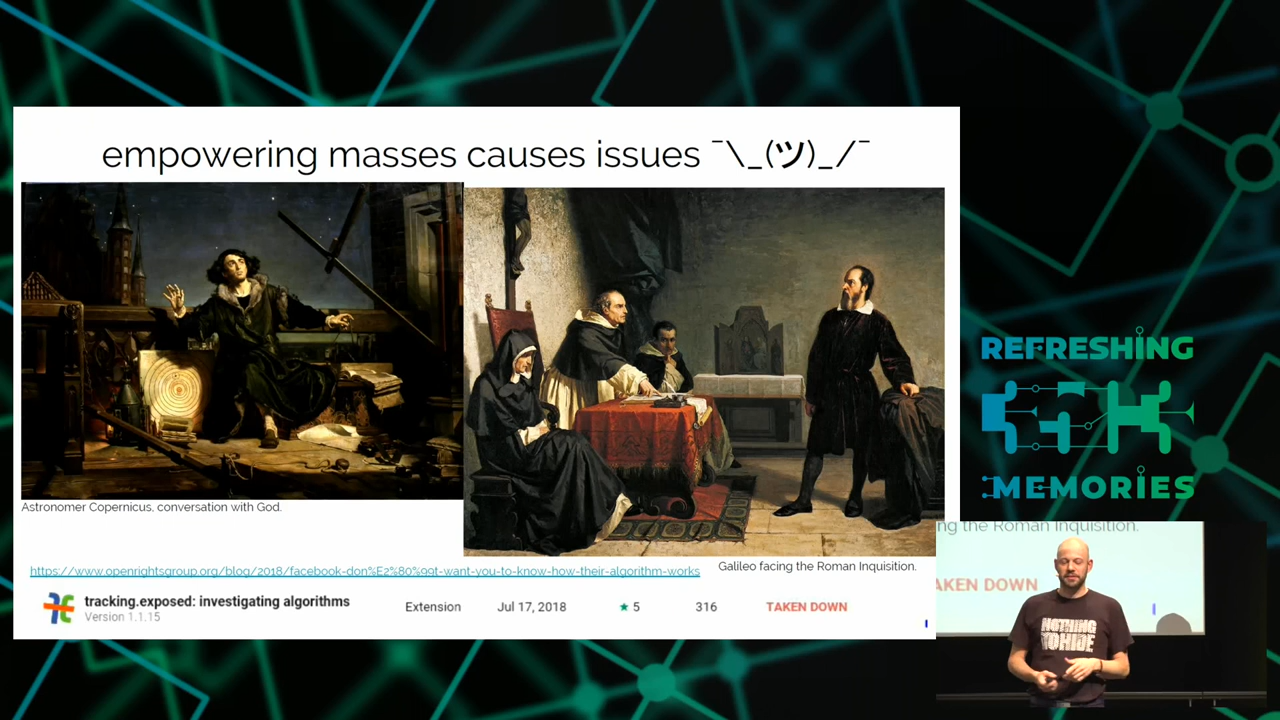 empowering masses causes issues ¯\_(ツ)_/¯
Astronomer Copernicus, conversation with God.
Galileo facing the Roman Inquisition.
https://www.openrightsgroup.org/blog/2018/facebook-don%E2%80%99t-want-you-to-know-how-their-algorithm-works
tracking.exposed: investigating algorithms
Version 1.1.15
Extension
Jul 17, 2018
★ 5
316
TAKEN DOWN
REFRESHING
35C3
MEMORIES
ng the Roman Inquisition.
AKEN DOWN
NOTHING
TO HIDE